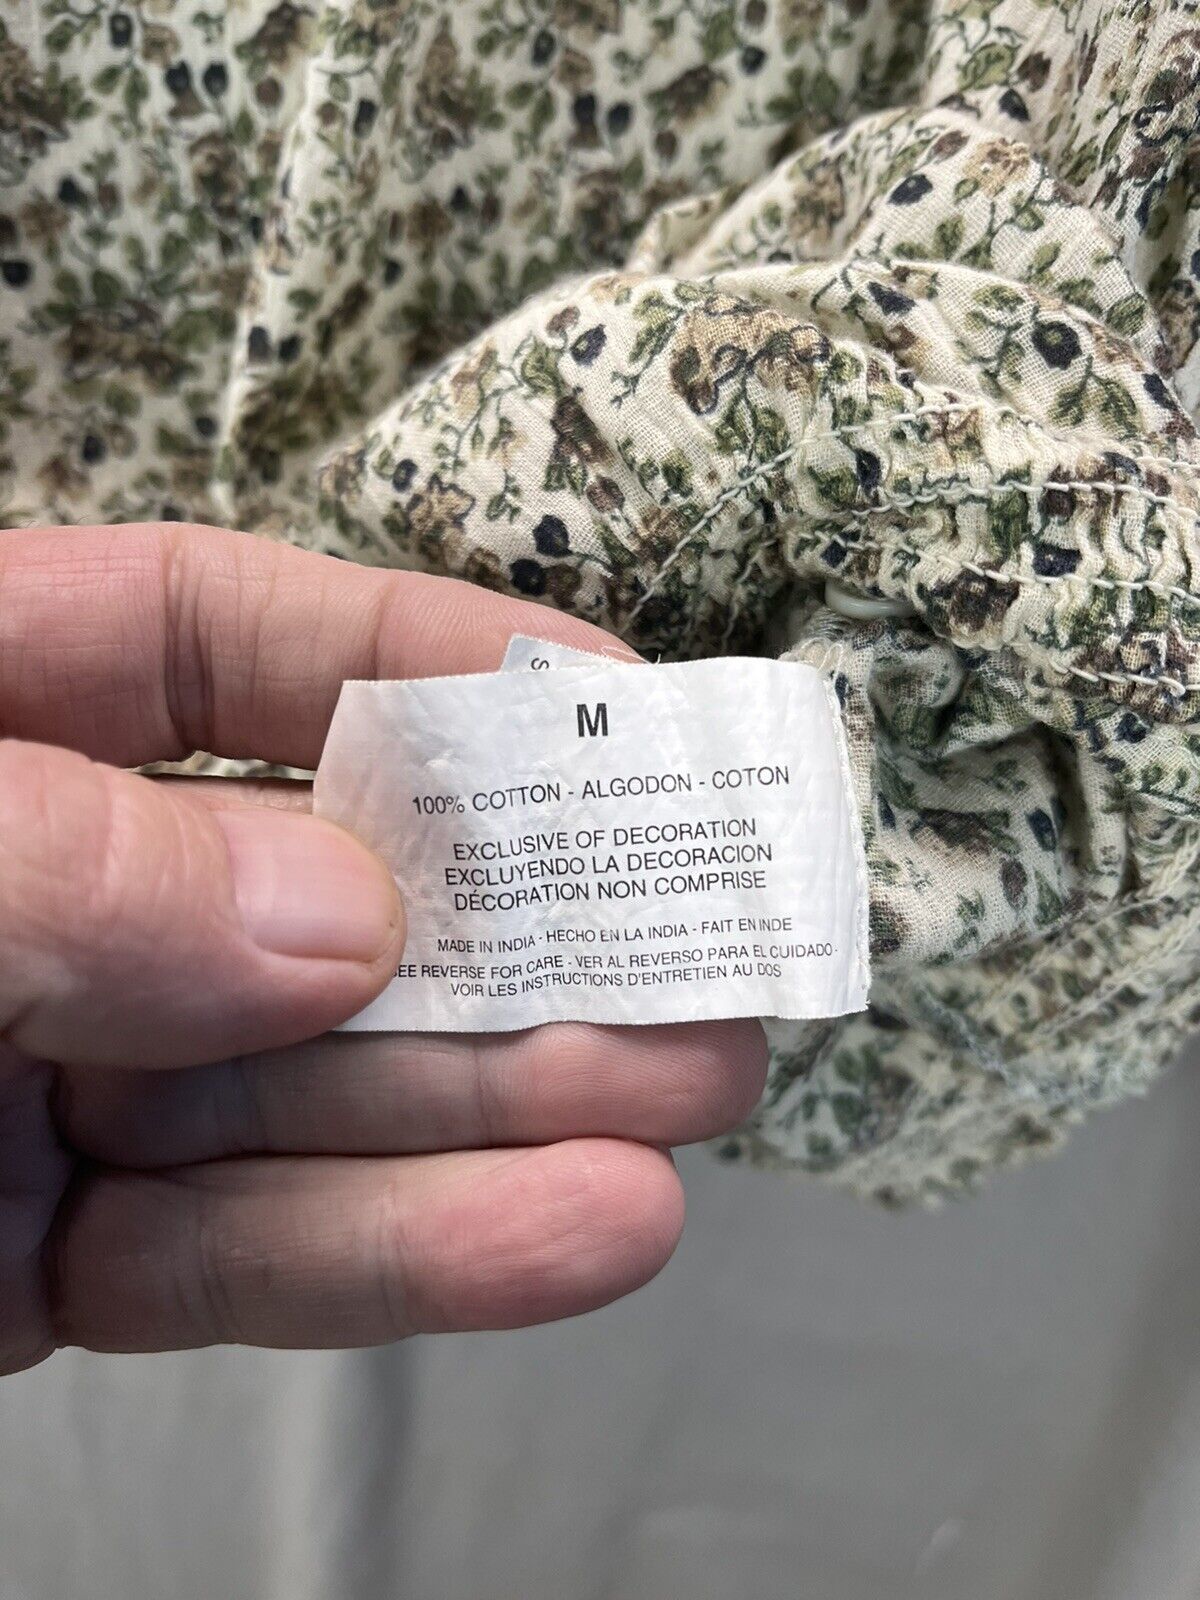 S
M
100% COTTON - ALGODON - COTON
EXCLUSIVE OF DECORATION
EXCLUYENDO LA DECORACION
DÉCORATION NON COMPRISE
MADE IN INDIA - HECHO EN LA INDIA - FAIT EN INDE
EE REVERSE FOR CARE - VER AL REVERSO PARA EL CUIDADO -
VOIR LES INSTRUCTIONS D'ENTRETIEN AU DOS